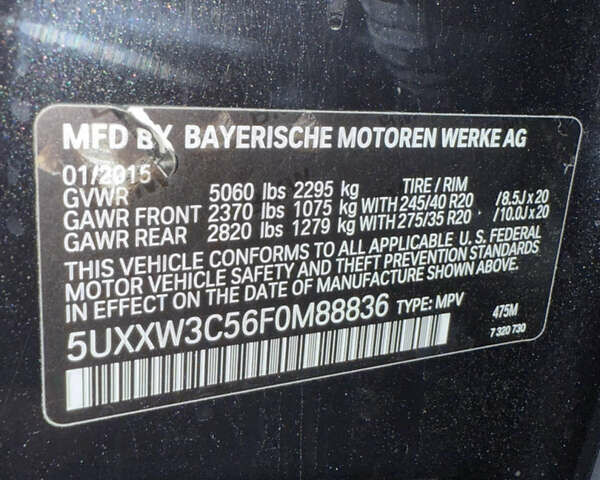 MFD BY BAYERISCHE MOTOREN WERKE AG
01/2015
GVWR 5060 lbs 2295 kg TIRE / RIM
GAWR FRONT 2370 lbs 1075 kg WITH 245/40 R20 /8.5J x 20
GAWR REAR 2820 lbs 1279 kg WITH 275/35 R20 /10.0J x 20
THIS VEHICLE CONFORMS TO ALL APPLICABLE U.S. FEDERAL
MOTOR VEHICLE SAFETY AND THEFT PREVENTION STANDARDS
IN EFFECT ON THE DATE OF MANUFACTURE SHOWN ABOVE.
5UXXW3C56F0M88836 TYPE: MPV 475M
7 320 730